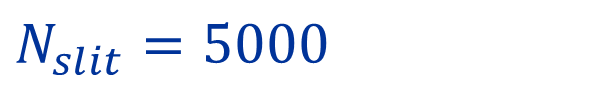 N_slit = 5000